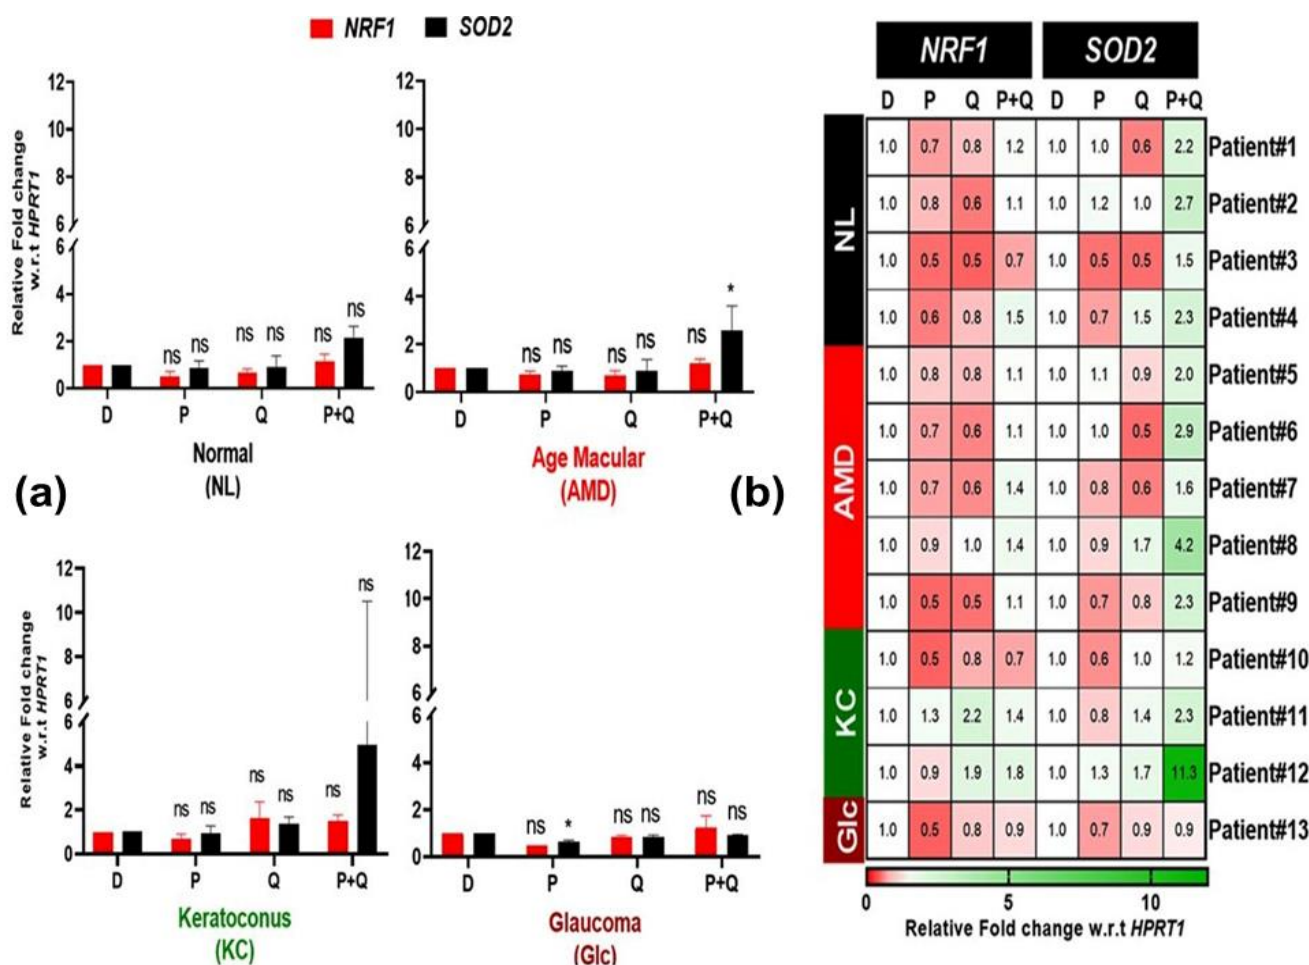 NRF1 SOD2
12
10
8
6
6
4
2
0
Relative Fold change
w.r.t HPRT1
ns ns
ns ns
ns ns
D P Q P+Q
Normal
(NL)
12
10
8
6
6
4
2
0
ns ns
ns ns
ns *
D P Q P+Q
Age Macular
(AMD)
(a)
(b)
12
10
8
6
6
4
2
0
Relative Fold change
w.r.t HPRT1
ns ns
ns ns
ns ns
D P Q P+Q
Keratoconus
(KC)
12
10
8
6
6
4
2
0
ns *
ns ns
ns ns
D P Q P+Q
Glaucoma
(Glc)
NRF1 SOD2
D P Q P+Q D P Q P+Q
NL
1.0 0.7 0.8 1.2 1.0 1.0 0.6 2.2 Patient#1
1.0 0.8 0.6 1.1 1.0 1.2 1.0 2.7 Patient#2
1.0 0.5 0.5 0.7 1.0 0.5 0.5 1.5 Patient#3
1.0 0.6 0.8 1.5 1.0 0.7 1.5 2.3 Patient#4
AMD
1.0 0.8 0.8 1.1 1.0 1.1 0.9 2.0 Patient#5
1.0 0.7 0.6 1.1 1.0 1.0 0.5 2.9 Patient#6
1.0 0.7 0.6 1.4 1.0 0.8 0.6 1.6 Patient#7
1.0 0.9 1.0 1.4 1.0 0.9 1.7 4.2 Patient#8
1.0 0.5 0.5 1.1 1.0 0.7 0.8 2.3 Patient#9
KC
1.0 0.5 0.8 0.7 1.0 0.6 1.0 1.2 Patient#10
1.0 1.3 2.2 1.4 1.0 0.8 1.4 2.3 Patient#11
1.0 0.9 1.9 1.8 1.0 1.3 1.7 11.3 Patient#12
Glc
1.0 0.5 0.8 0.9 1.0 0.7 0.9 0.9 Patient#13
0 5 10
Relative Fold change w.r.t HPRT1